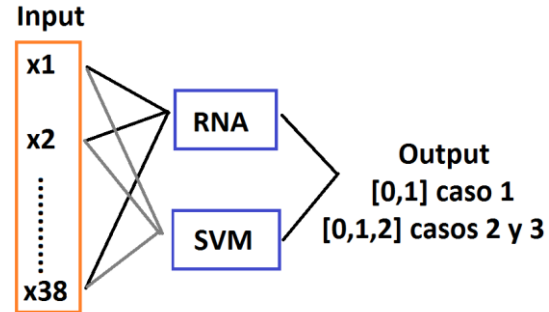 Input
x1
x2
x38
RNA
SVM
Output
[0,1] caso 1
[0,1,2] casos 2 y 3